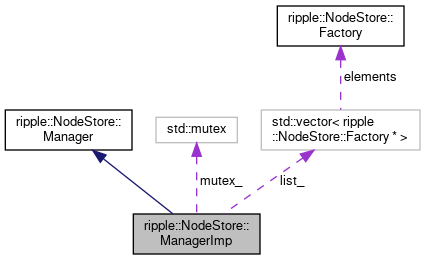 ripple::NodeStore::
Factory
elements
ripple::NodeStore::
Manager
std::mutex
std::vector< ripple
::NodeStore::Factory * >
mutex_
list_
ripple::NodeStore::
ManagerImp